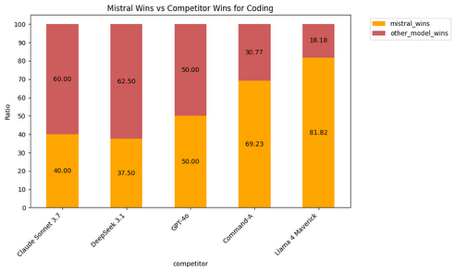 Mistral Wins vs Competitor Wins for Coding
mistral_wins
other_model_wins
Ratio
100
90
80
70
60
50
40
30
20
10
0
60.00
62.50
50.00
30.77
18.18
40.00
37.50
50.00
69.23
81.82
Claude Sonnet 3.7
DeepSeek 3.1
GPT-4o
Command-A
Llama 4 Maverick
competitor